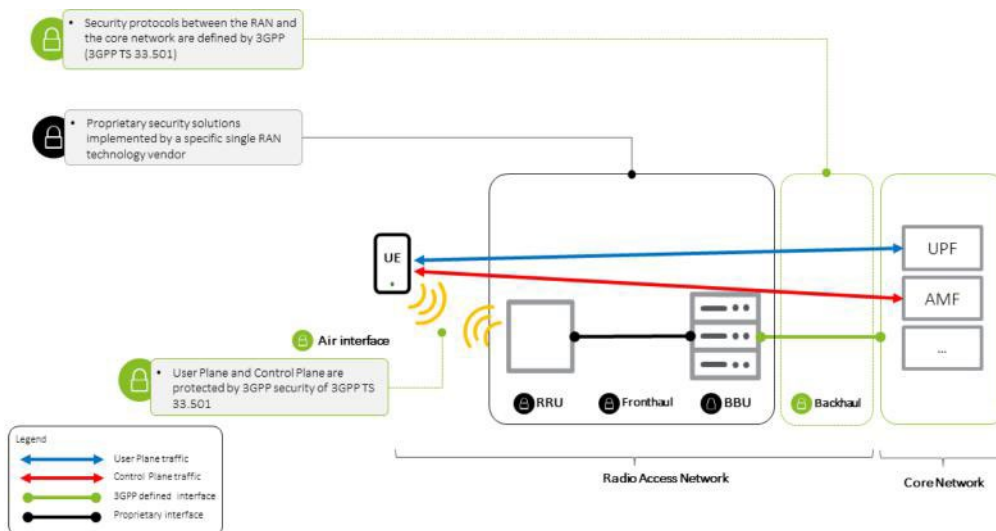 • Security protocols between the RAN and
the core network are defined by 3GPP
(3GPP TS 33.501)
• Proprietary security solutions
implemented by a specific single RAN
technology vendor
UE
UPF
AMF
...
Air interface
• User Plane and Control Plane are
protected by 3GPP security of 3GPP TS
33.501
RRU
Fronthaul
BBU
Backhaul
Legend
User Plane traffic
Control Plane traffic
3GPP defined interface
Proprietary interface
Radio Access Network
Core Network